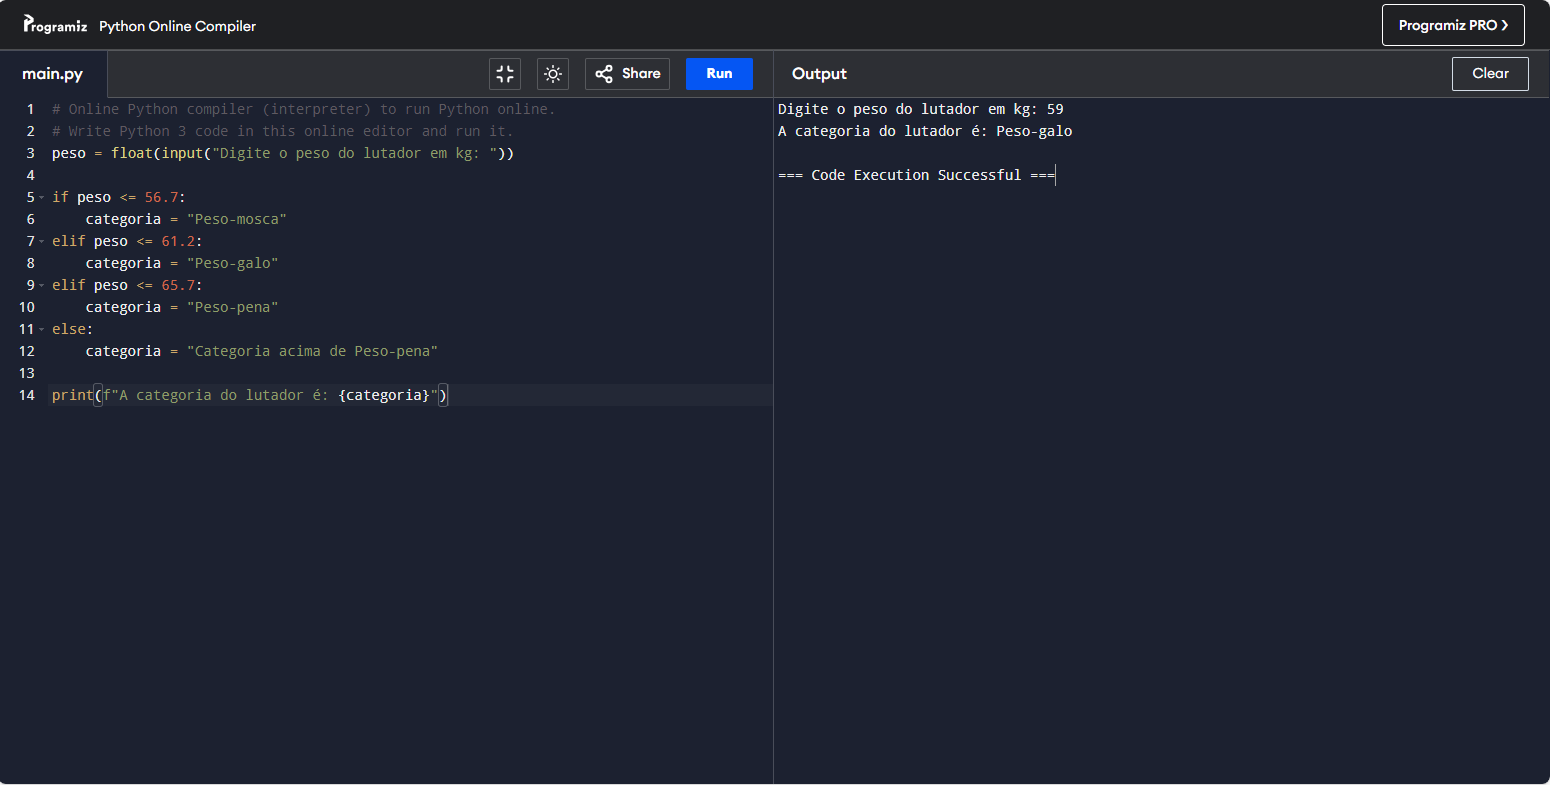 Programiz Python Online Compiler
Programiz PRO ❯
main.py
Share
Run
Output
Clear
1 # Online Python compiler (interpreter) to run Python online.
2 # Write Python 3 code in this online editor and run it.
3 peso = float(input("Digite o peso do lutador em kg: "))
4
5 if peso <= 56.7:
6     categoria = "Peso-mosca"
7 elif peso <= 61.2:
8     categoria = "Peso-galo"
9 elif peso <= 65.7:
10     categoria = "Peso-pena"
11 else:
12     categoria = "Categoria acima de Peso-pena"
13
14 print(f"A categoria do lutador é: {categoria}")
Digite o peso do lutador em kg: 59
A categoria do lutador é: Peso-galo
=== Code Execution Successful ===